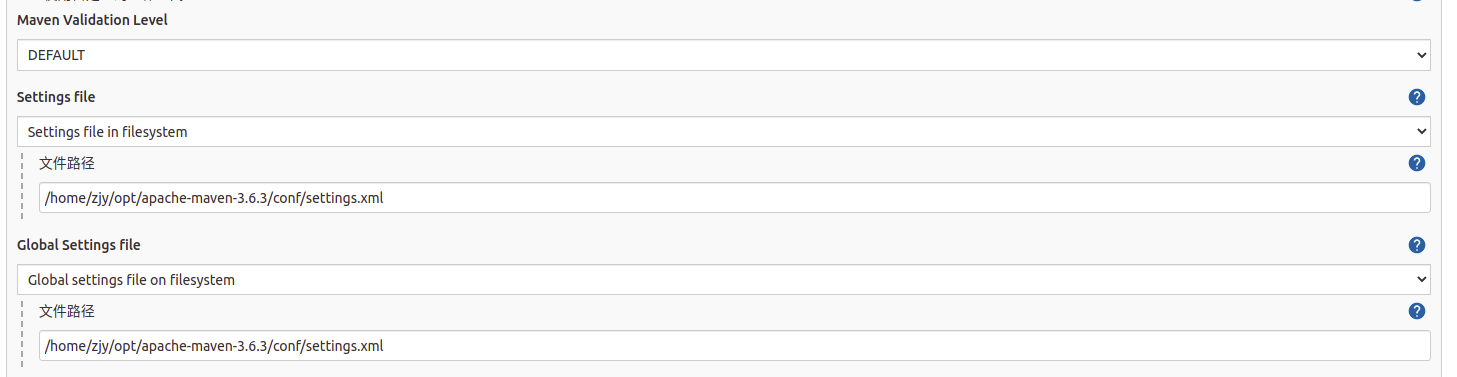 Maven Validation Level
DEFAULT
Settings file
Settings file in filesystem
文件路径
/home/zjy/opt/apache-maven-3.6.3/conf/settings.xml
Global Settings file
Global settings file on filesystem
文件路径
/home/zjy/opt/apache-maven-3.6.3/conf/settings.xml